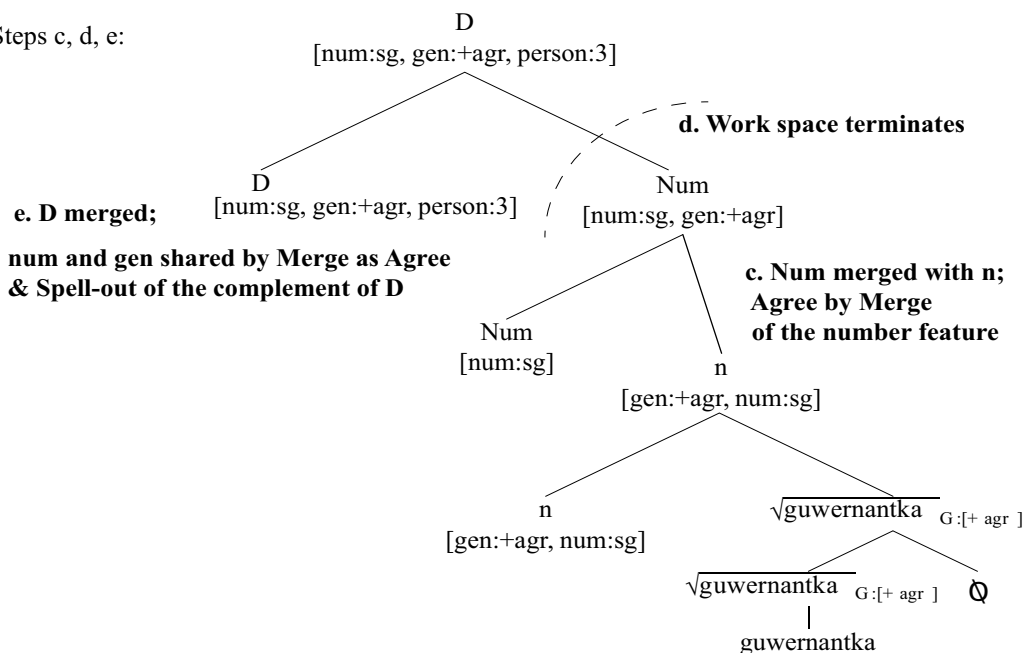 Steps c, d, e:
D
[num:sg, gen:+agr, person:3]
d. Work space terminates
D
[num:sg, gen:+agr, person:3]
Num
[num:sg, gen:+agr]
e. D merged;
num and gen shared by Merge as Agree
& Spell-out of the complement of D
c. Num merged with n;
Agree by Merge
of the number feature
Num
[num:sg]
n
[gen:+agr, num:sg]
n
[gen:+agr, num:sg]
√guwernantka G:[+ agr ]
√guwernantka G:[+ agr ]
Ø
guwernantka